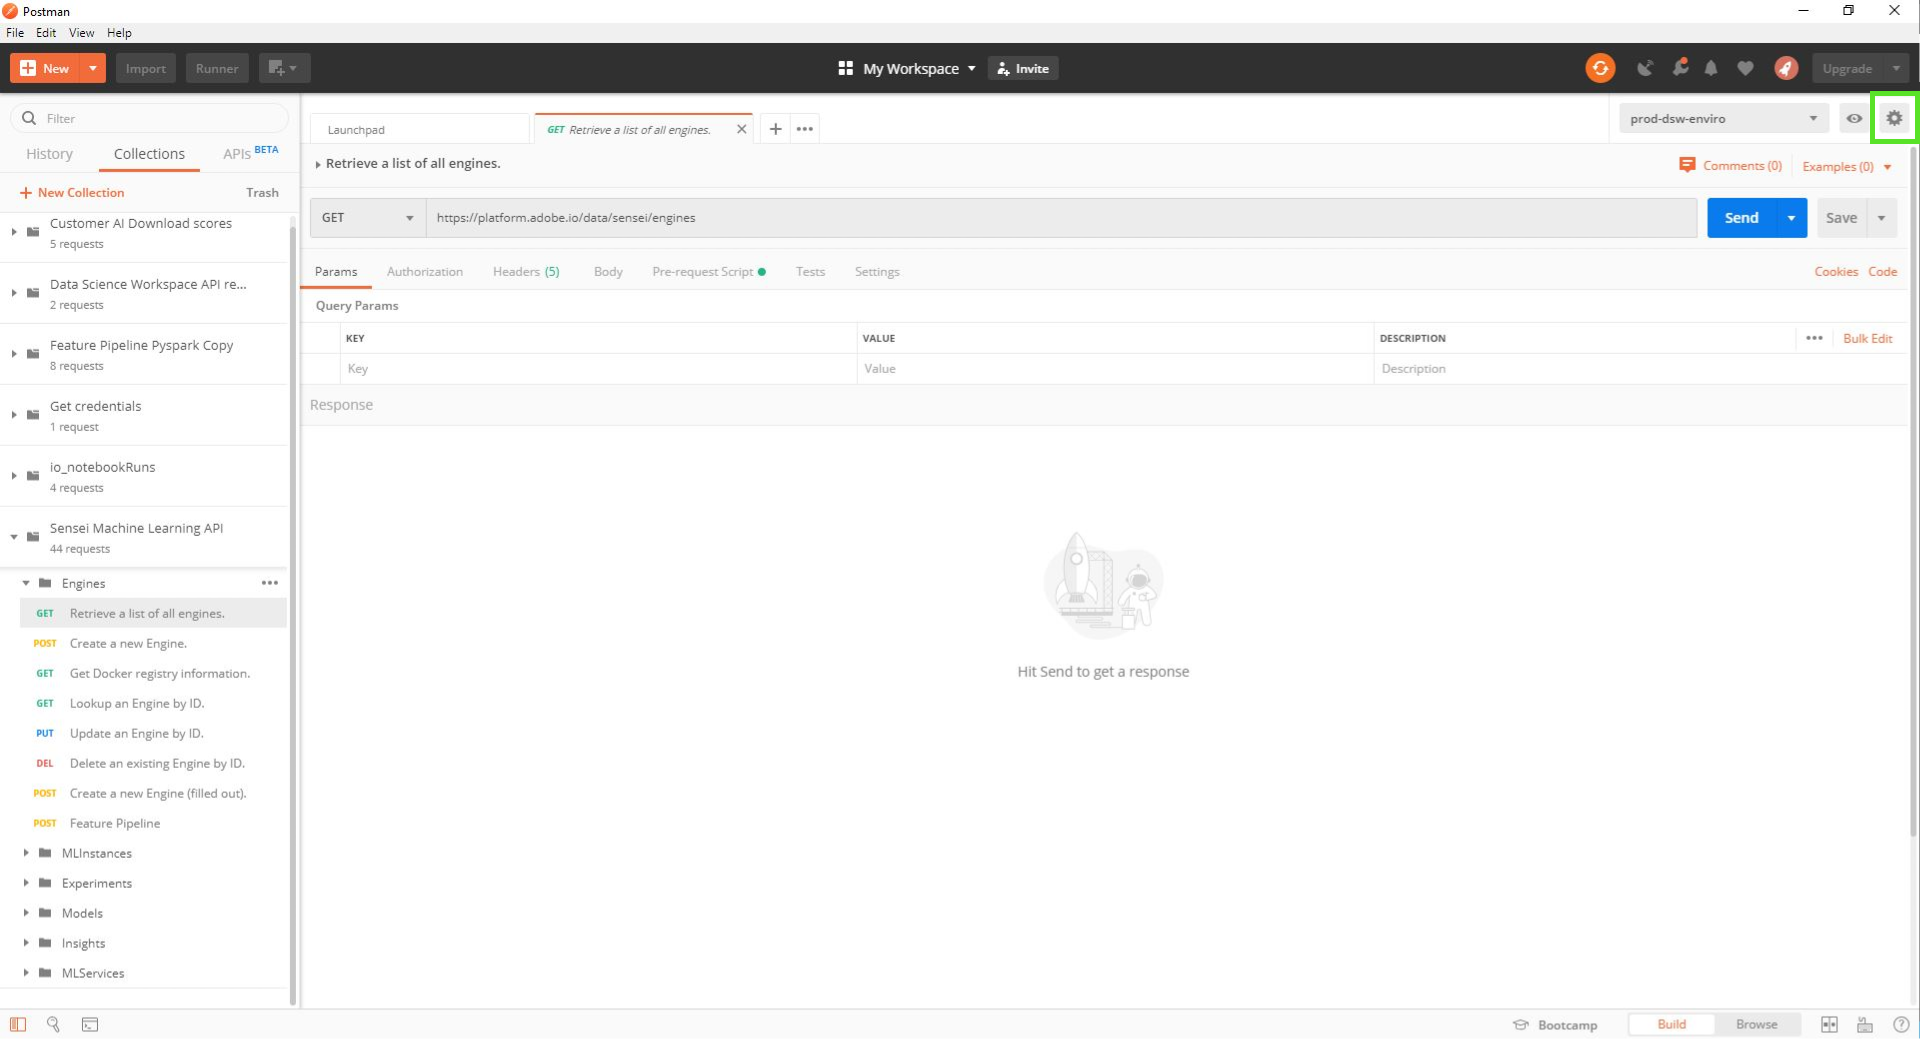 Postman
File Edit View Help
New Import Runner My Workspace Invite Upgrade
Filter
History Collections APIs BETA
New Collection Trash
Customer AI Download scores
5 requests
Data Science Workspace API re...
2 requests
Feature Pipeline Pyspark Copy
8 requests
Get credentials
1 request
io_notebookRuns
4 requests
Sensei Machine Learning API
44 requests
Engines
GET Retrieve a list of all engines.
POST Create a new Engine.
GET Get Docker registry information.
GET Lookup an Engine by ID.
PUT Update an Engine by ID.
DEL Delete an existing Engine by ID.
POST Create a new Engine (filled out).
POST Feature Pipeline
MLInstances
Experiments
Models
Insights
MLServices
Launchpad GET Retrieve a list of all engines. prod-dsw-enviro
Retrieve a list of all engines. Comments (0) Examples (0)
GET https://platform.adobe.io/data/sensei/engines Send Save
Params Authorization Headers (5) Body Pre-request Script Tests Settings Cookies Code
Query Params
KEY VALUE DESCRIPTION Bulk Edit
Key Value Description
Response
Hit Send to get a response
Bootcamp Build Browse